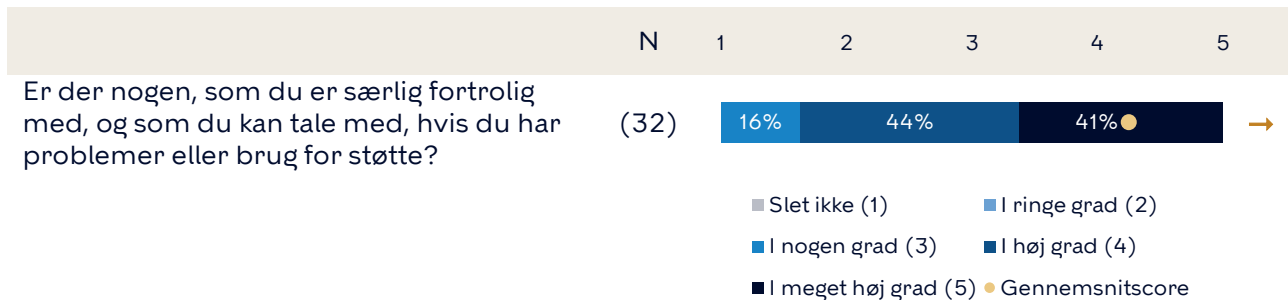 N 1 2 3 4 5
Er der nogen, som du er særlig fortrolig
med, og som du kan tale med, hvis du har
problemer eller brug for støtte?
(32) 16% 44% 41%
Slet ikke (1) I ringe grad (2)
I nogen grad (3) I høj grad (4)
I meget høj grad (5) Gennemsnitscore